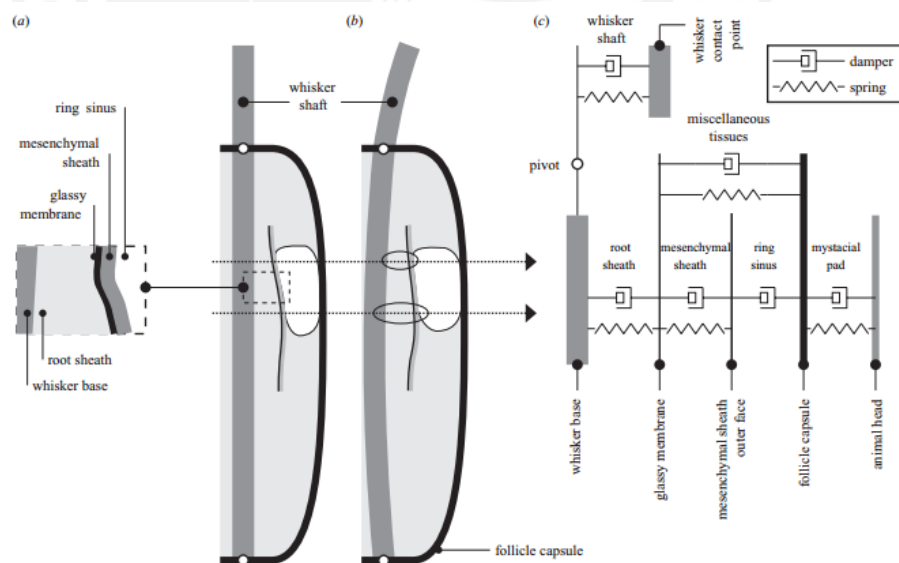 (a)
(b)
(c)
ring sinus
mesenchymal
sheath
glassy
membrane
root sheath
whisker base
whisker
shaft
follicle capsule
whisker
shaft
whisker
contact
point
damper
spring
miscellaneous
tissues
pivot
root
sheath
mesenchymal
sheath
ring
sinus
mystacial
pad
whisker base
glassy membrane
mesenchymal sheath
outer face
follicle capsule
animal head